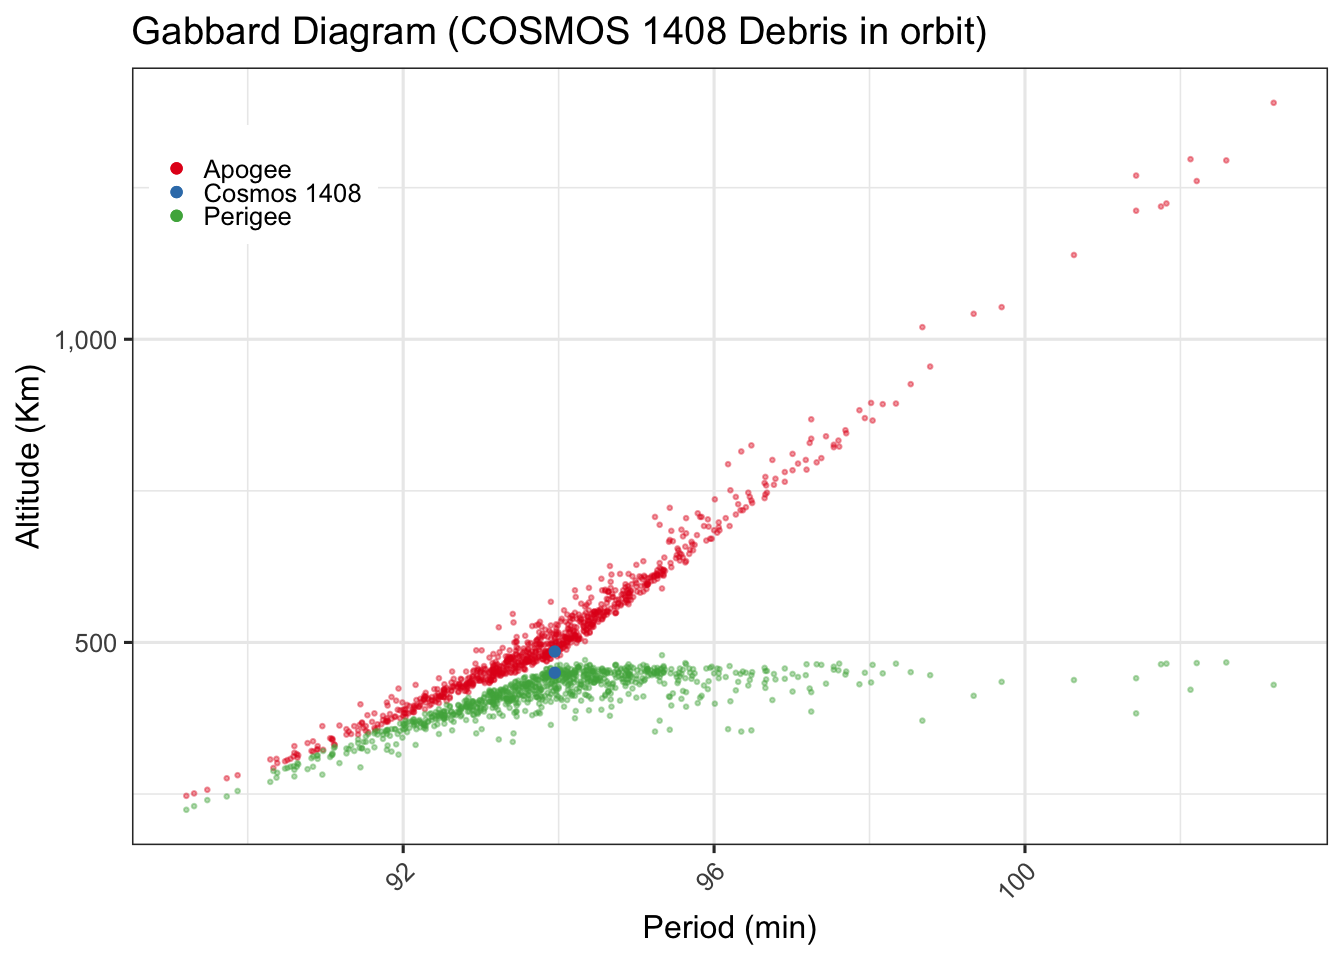 Gabbard Diagram (COSMOS 1408 Debris in orbit)
Apogee
Cosmos 1408
Perigee
1,000
500
Altitude (Km)
92
96
100
Period (min)